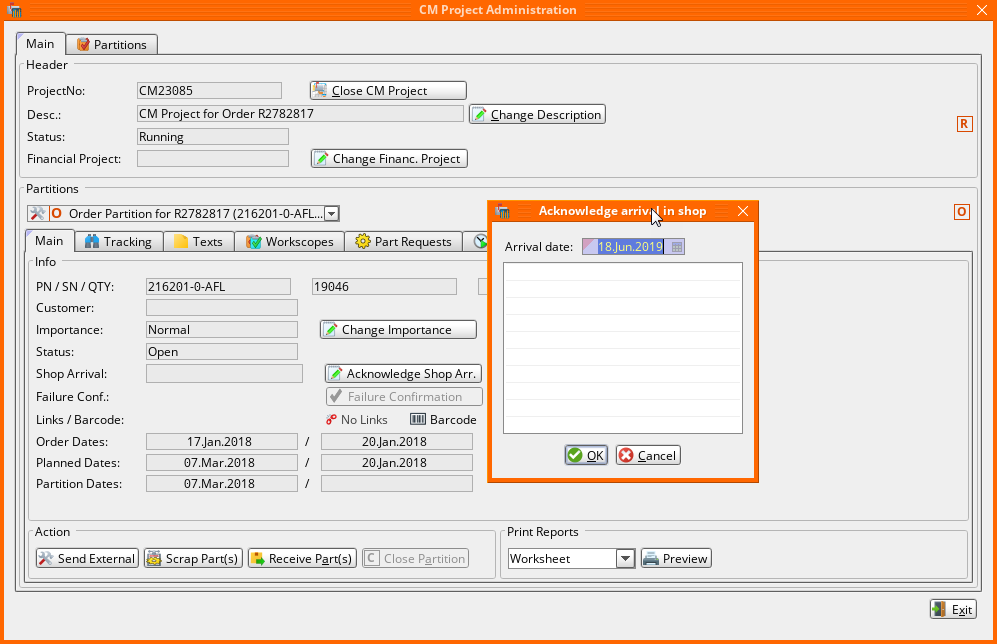 CM Project Administration
Main Partitions
Header
ProjectNo: CM23085 Close CM Project
Desc.: CM Project for Order R2782817 Change Description
R
Status: Running
Financial Project: Change Financ. Project
Partitions
O Order Partition for R2782817 (216201-0-AFL...
O
Main Tracking Texts Workscopes Part Requests
Info
PN / SN / QTY: 216201-0-AFL 19046
Customer:
Importance: Normal Change Importance
Status: Open
Shop Arrival: Acknowledge Shop Arr.
Failure Conf.: Failure Confirmation
Links / Barcode: No Links Barcode
Order Dates: 17.Jan.2018 / 20.Jan.2018
Planned Dates: 07.Mar.2018 / 20.Jan.2018
Partition Dates: 07.Mar.2018 /
Acknowledge arrival in shop
Arrival date: 18.Jun.2019
OK Cancel
Action
Send External Scrap Part(s) Receive Part(s) C Close Partition
Print Reports
Worksheet Preview
Exit